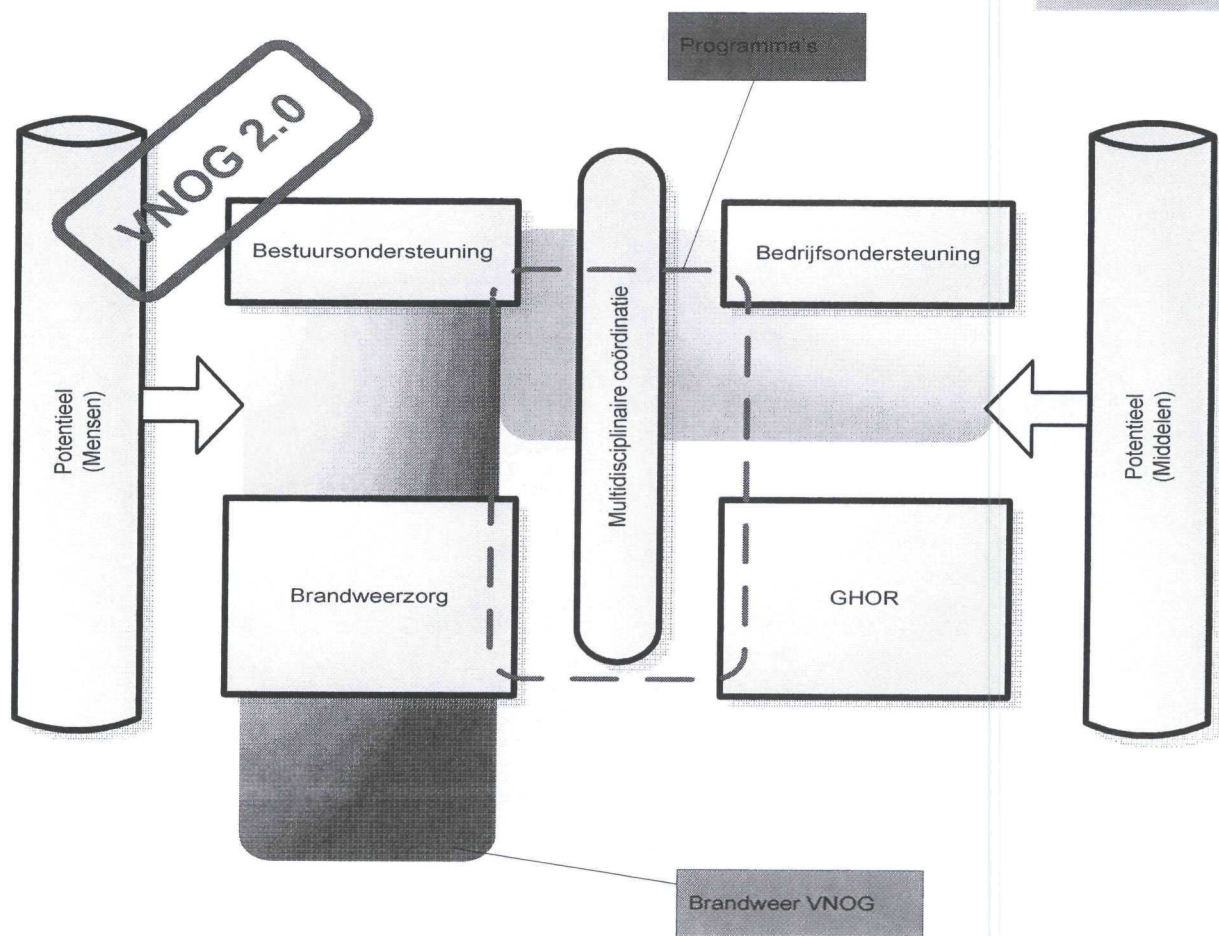 Programma's
VNOG 2.0
Bestuursondersteuning
Bedrijfsondersteuning
Potentieel
(Mensen)
Multidisciplinaire coördinatie
Potentieel
(Middelen)
Brandweerzorg
GHOR
Brandweer VNOG